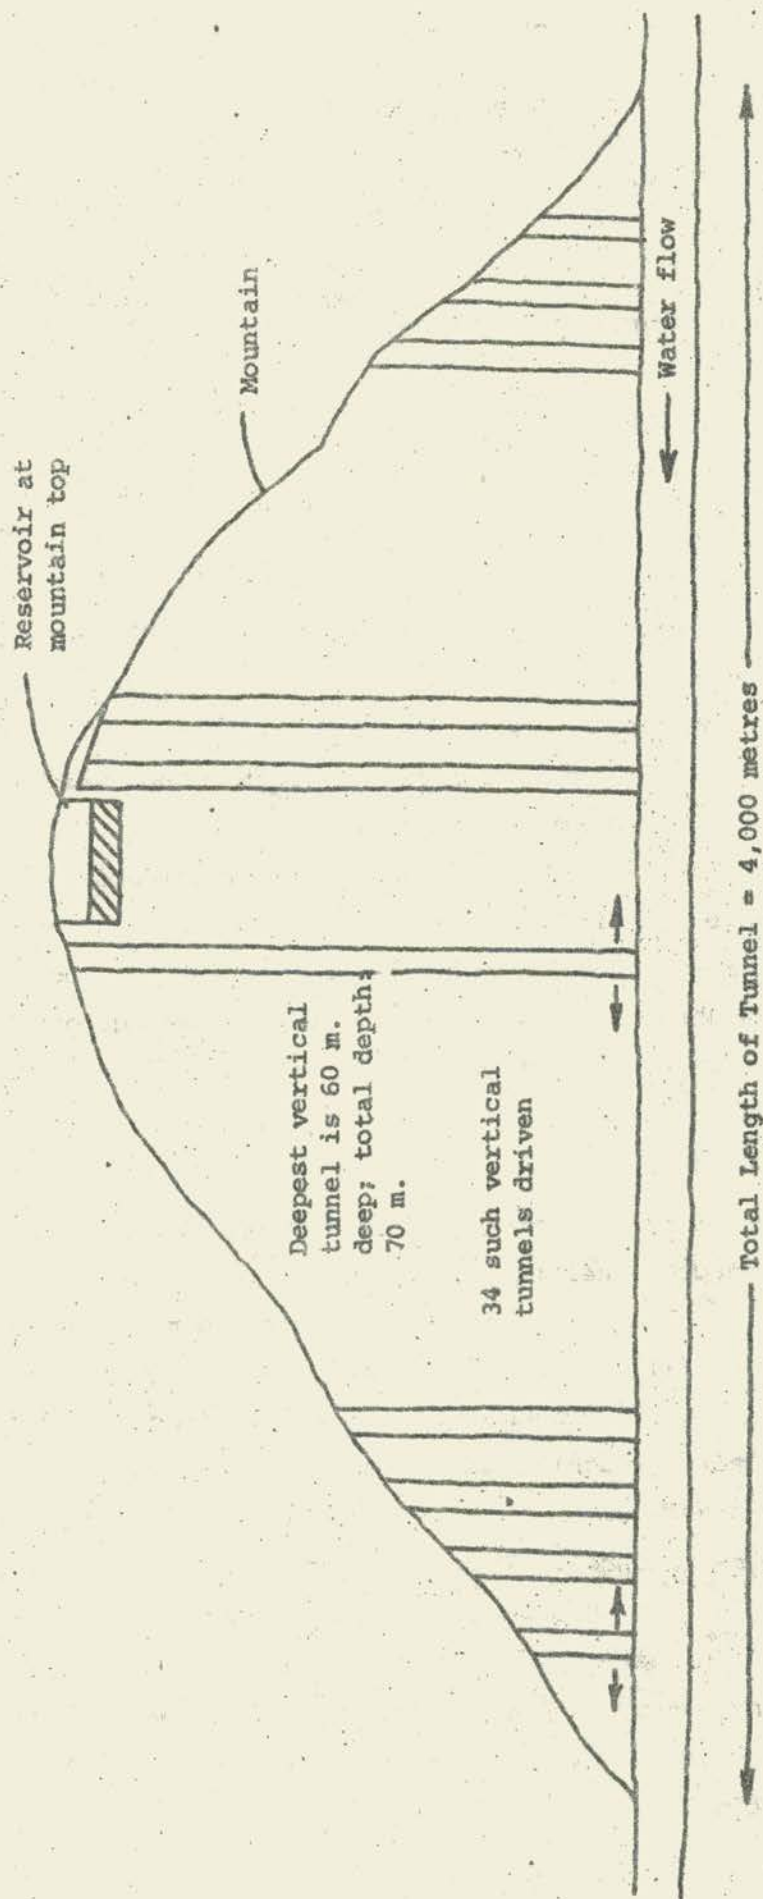 Reservoir at
mountain top
Mountain
Deepest vertical
tunnel is 60 m.
deep; total depth;
70 m.
34 such vertical
tunnels driven
Water flow
Total Length of Tunnel = 4,000 metres